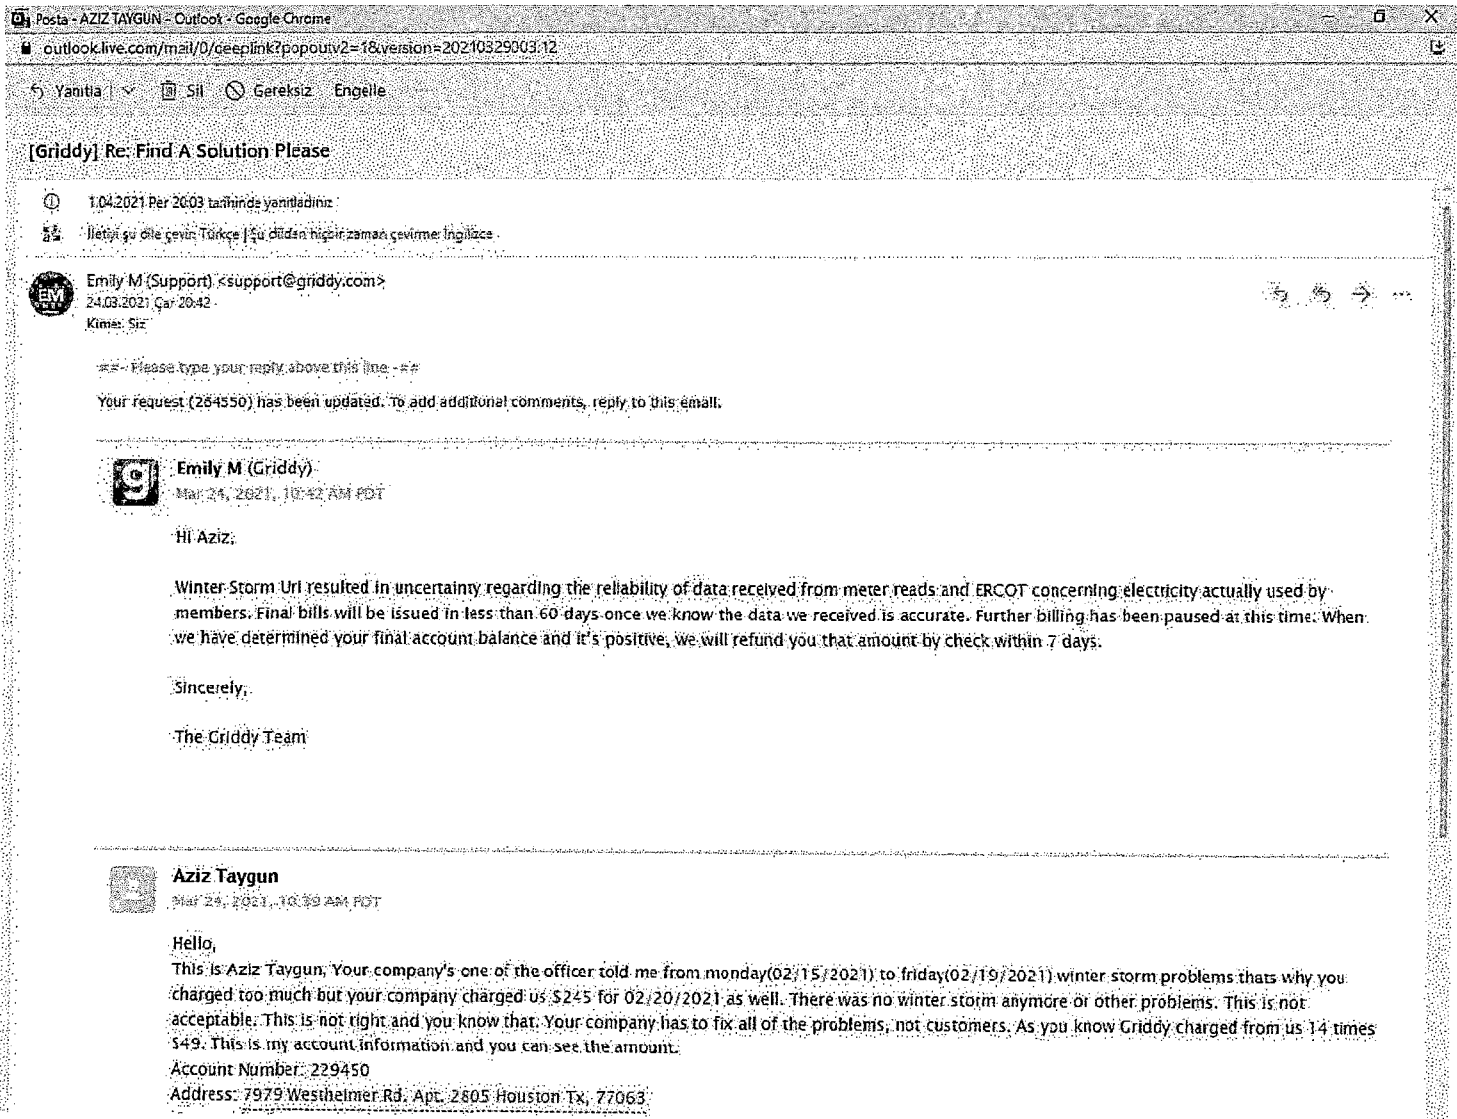 Posta - AZIZ TAYGUN - Outlook - Google Chrome
outlook.live.com/mail/0/deeplink?popoutv2=1&version=20210329003.12
Yanıtla Sil Gereksiz Engelle
[Griddy] Re: Find A Solution Please
1.04.2021 Per 20:03 tarihinde yanıtladınız
İletiyi şu dile çevir: Türkçe | Şu dilden hiçbir zaman çevirme: İngilizce
EM
Emily M (Support) <support@griddy.com>
24.03.2021 Çar 20:42
Kime: Siz
##- Please type your reply above this line -##
Your request (264550) has been updated. To add additional comments, reply to this email.
g
Emily M (Griddy)
Mar 24, 2021, 10:42 AM PDT
Hi Aziz,
Winter Storm Uri resulted in uncertainty regarding the reliability of data received from meter reads and ERCOT concerning electricity actually used by
members. Final bills will be issued in less than 60 days once we know the data we received is accurate. Further billing has been paused at this time. When
we have determined your final account balance and it's positive, we will refund you that amount by check within 7 days.
Sincerely,
The Griddy Team
Aziz Taygun
Mar 24, 2021, 10:39 AM PDT
Hello,
This is Aziz Taygun, Your company's one of the officer told me from monday(02/15/2021) to friday(02/19/2021) winter storm problems thats why you
charged too much but your company charged us $245 for 02/20/2021 as well. There was no winter storm anymore or other problems. This is not
acceptable. This is not right and you know that. Your company has to fix all of the problems, not customers. As you know Griddy charged from us 14 times
$49. This is my account information and you can see the amount.
Account Number: 229450
Address: 7979 Westheimer Rd. Apt. 2805 Houston Tx, 77063